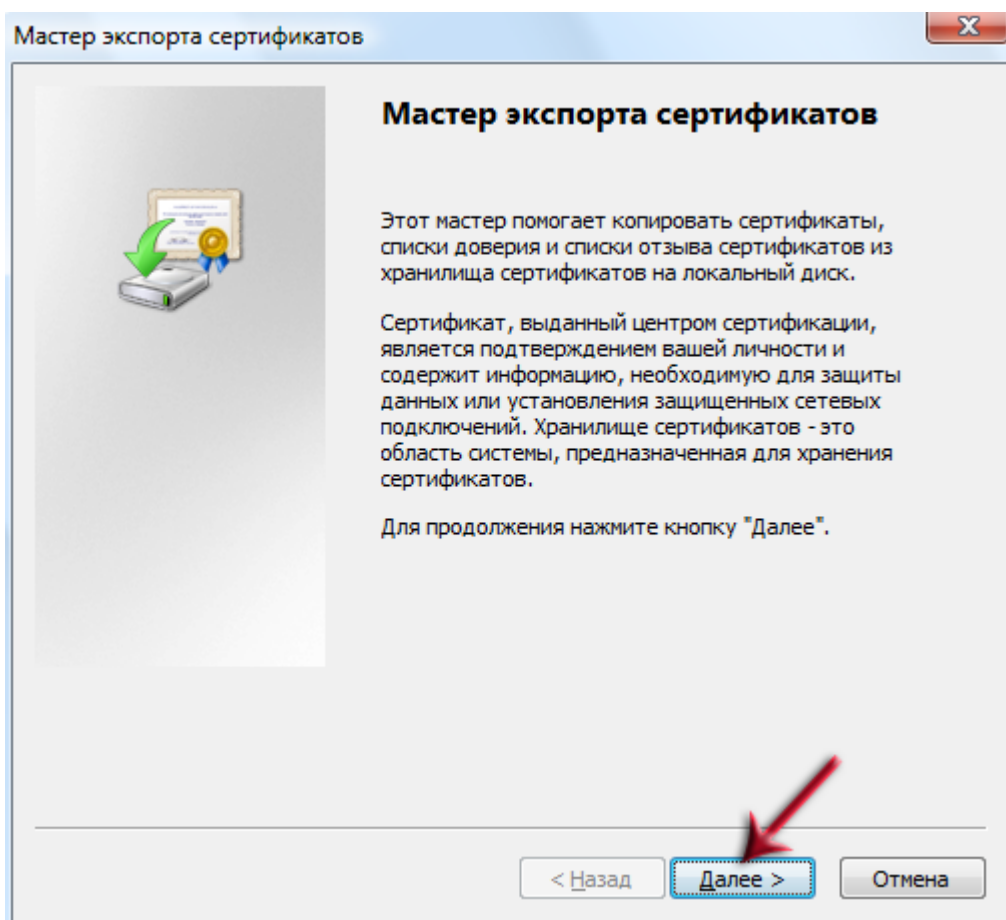 Мастер экспорта сертификатов
Мастер экспорта сертификатов
Этот мастер помогает копировать сертификаты,
списки доверия и списки отзыва сертификатов из
хранилища сертификатов на локальный диск.
Сертификат, выданный центром сертификации,
является подтверждением вашей личности и
содержит информацию, необходимую для защиты
данных или установления защищенных сетевых
подключений. Хранилище сертификатов - это
область системы, предназначенная для хранения
сертификатов.
Для продолжения нажмите кнопку "Далее".
< Назад
Далее >
Отмена